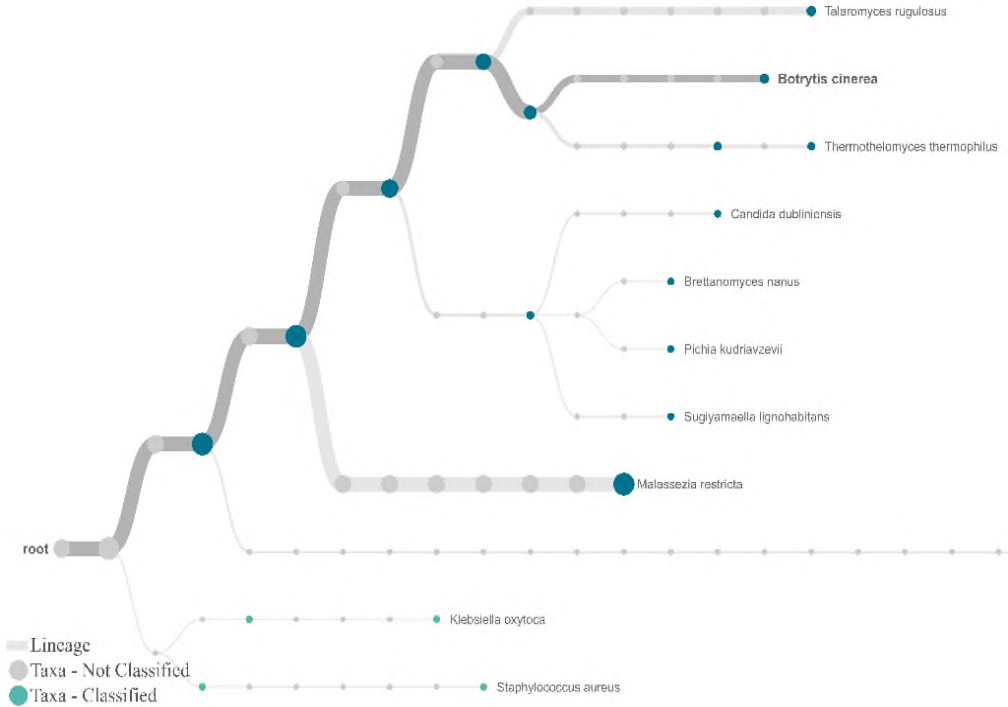 Talaromyces rugulosus
Botrytis cinerea
Thermothelomyces thermophilus
Candida dubliniensis
Brettanomyces nanus
Pichia kudriavzevii
Sugiyamaella lignohabitans
Malassezia restricta
root
Klebsiella oxytoca
Lineage
Taxa - Not Classified
Staphylococcus aureus
Taxa - Classified